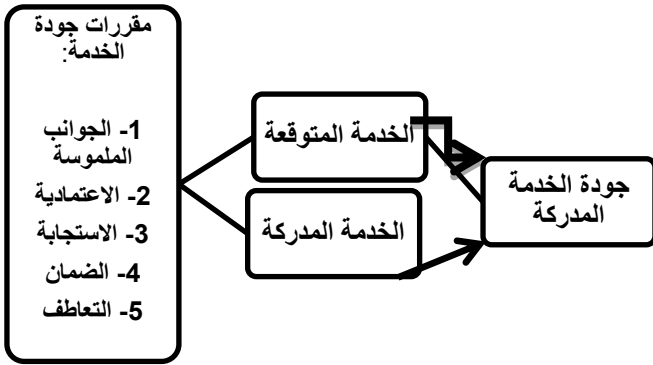 مقررات جودة
الخدمة:
1- الجوانب
الملموسة
2- الاعتمادية
3- الاستجابة
4- الضمان
5- التعاطف
الخدمة المتوقعة
الخدمة المدركة
جودة الخدمة
المدركة